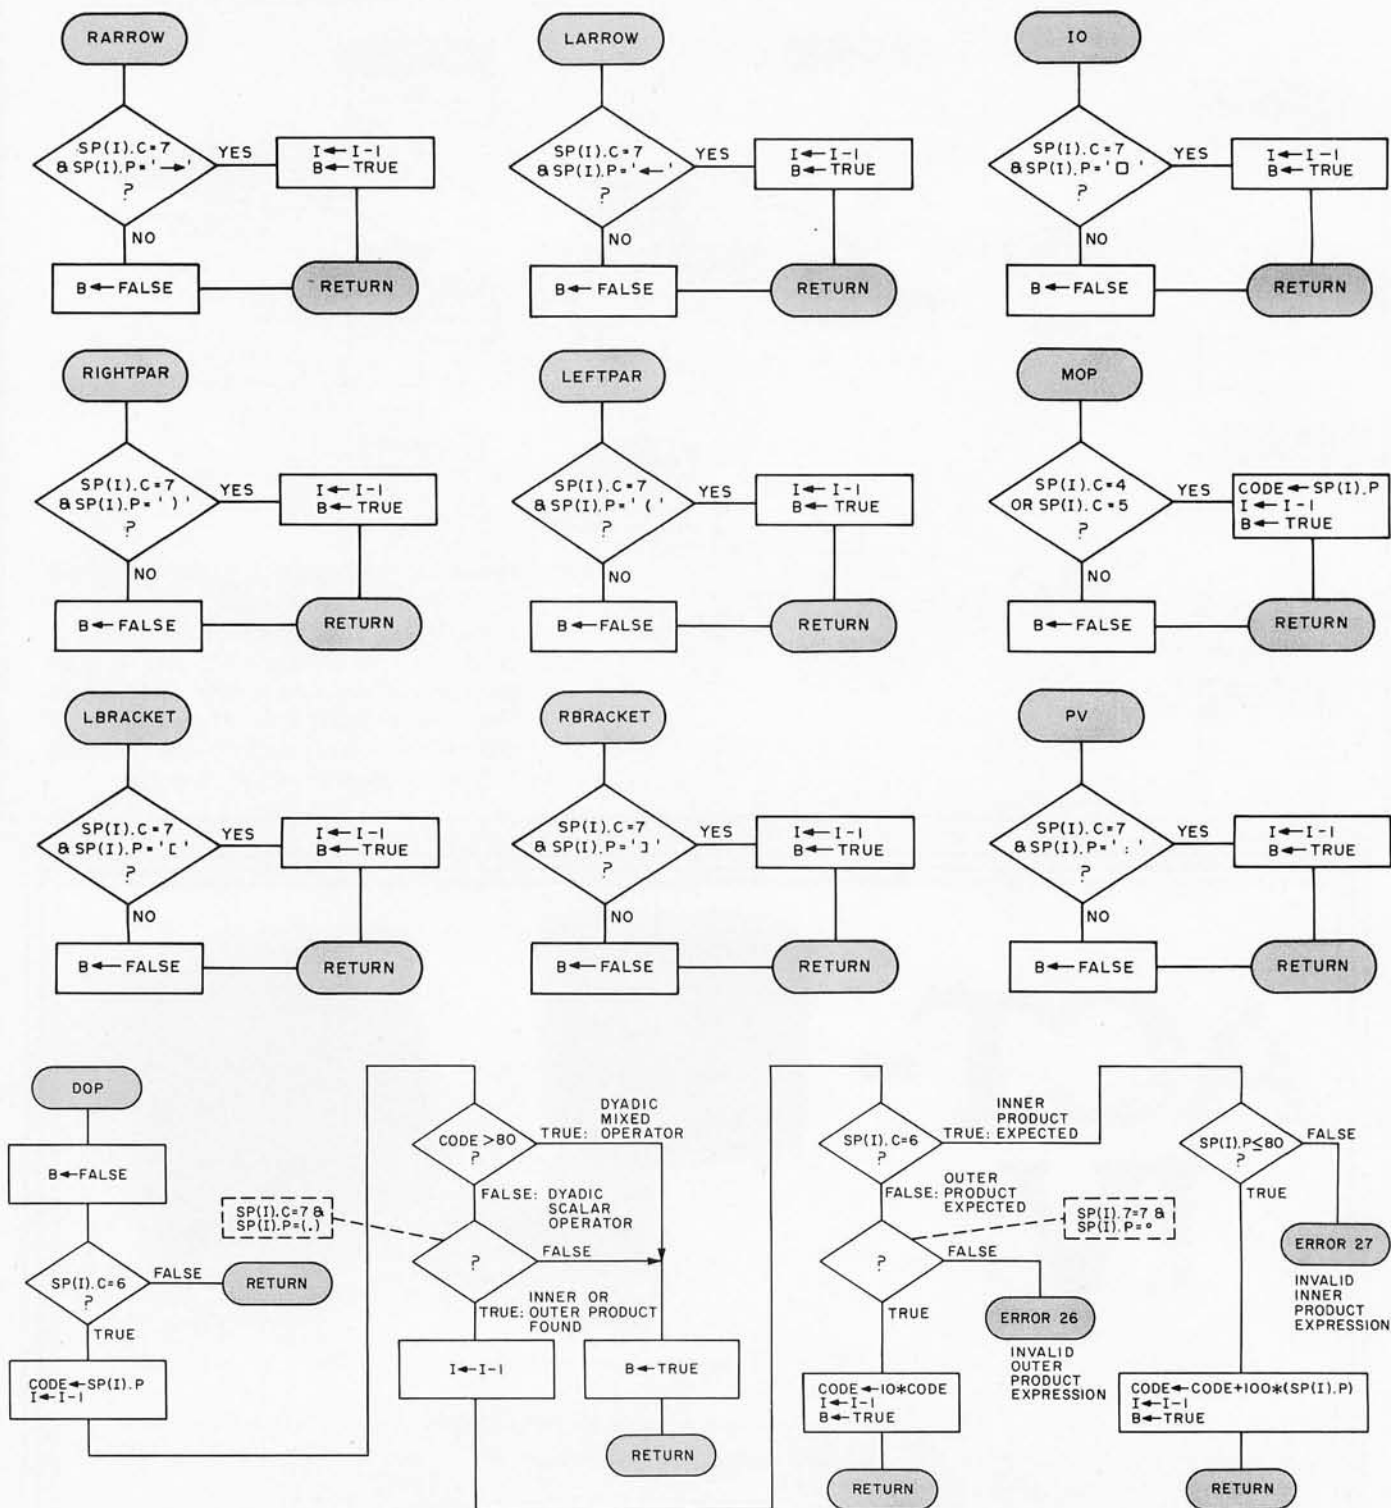 RARROW
SP(I).C=7
& SP(I).P='→'
?
YES
I←I-1
B←TRUE
NO
B←FALSE
RETURN
LARROW
SP(I).C=7
& SP(I).P='←'
?
YES
I←I-1
B←TRUE
NO
B←FALSE
RETURN
IO
SP(I).C=7
& SP(I).P='□'
?
YES
I←I-1
B←TRUE
NO
B←FALSE
RETURN
RIGHTPAR
SP(I).C=7
& SP(I).P=')'
?
YES
I←I-1
B←TRUE
NO
B←FALSE
RETURN
LEFTPAR
SP(I).C=7
& SP(I).P='('
?
YES
I←I-1
B←TRUE
NO
B←FALSE
RETURN
MOP
SP(I).C=4
OR SP(I).C=5
?
YES
CODE←SP(I).P
I←I-1
B←TRUE
NO
B←FALSE
RETURN
LBRACKET
SP(I).C=7
& SP(I).P='['
?
YES
I←I-1
B←TRUE
NO
B←FALSE
RETURN
RBRACKET
SP(I).C=7
& SP(I).P=']'
?
YES
I←I-1
B←TRUE
NO
B←FALSE
RETURN
PV
SP(I).C=7
& SP(I).P=';'
?
YES
I←I-1
B←TRUE
NO
B←FALSE
RETURN
DOP
B←FALSE
SP(I).C=6
?
FALSE
RETURN
TRUE
CODE←SP(I).P
I←I-1
CODE>80
?
DYADIC
MIXED
TRUE: OPERATOR
FALSE: DYADIC
SCALAR
OPERATOR
SP(I).C=7 &
SP(I).P=(.)
?
FALSE
INNER OR
TRUE: OUTER PRODUCT
FOUND
I←I-1
B←TRUE
RETURN
SP(I).C=6
?
INNER
PRODUCT
TRUE: EXPECTED
OUTER
FALSE: PRODUCT
EXPECTED
SP(I).7=7 &
SP(I).P=∘
?
FALSE
ERROR 26
INVALID
OUTER
PRODUCT
EXPRESSION
TRUE
CODE←10*CODE
I←I-1
B←TRUE
RETURN
SP(I).P≤80
?
FALSE
ERROR 27
INVALID
INNER
PRODUCT
EXPRESSION
TRUE
CODE←CODE+100*(SP(I).P)
I←I-1
B←TRUE
RETURN